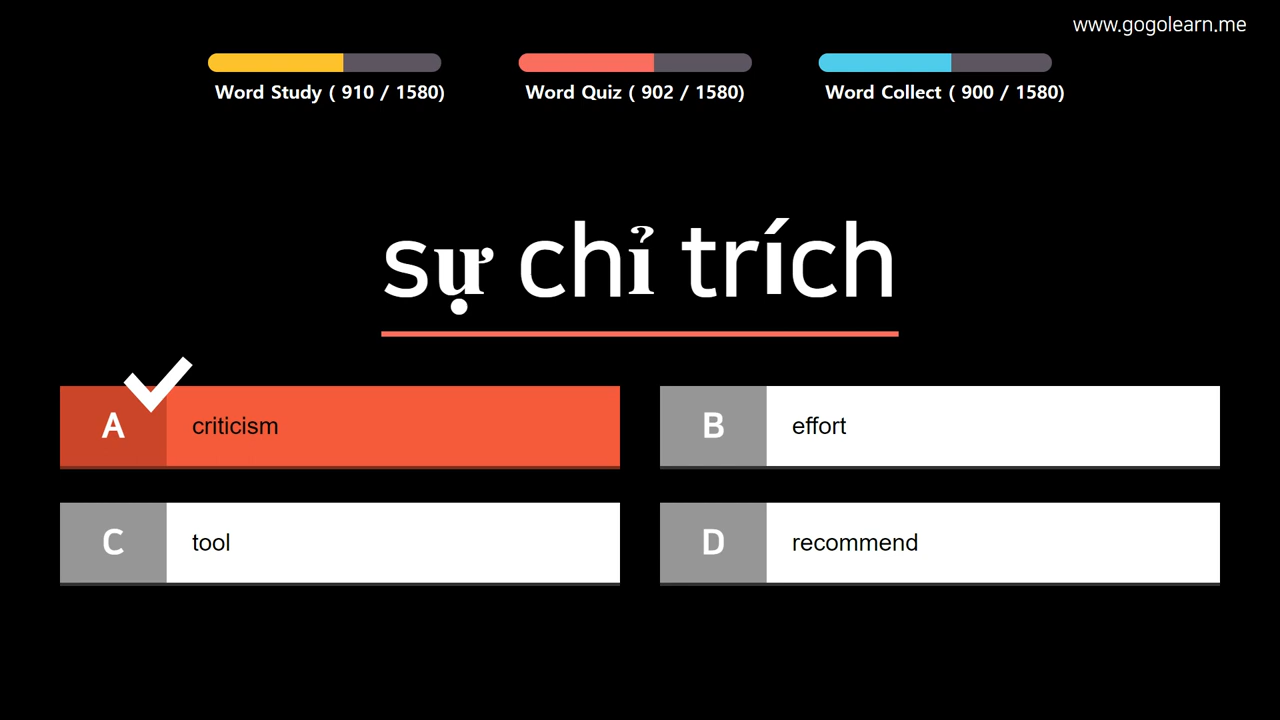 www.gogolearn.me
Word Study ( 910 / 1580)
Word Quiz ( 902 / 1580)
Word Collect ( 900 / 1580)
sự chỉ trích
A criticism
B effort
C tool
D recommend